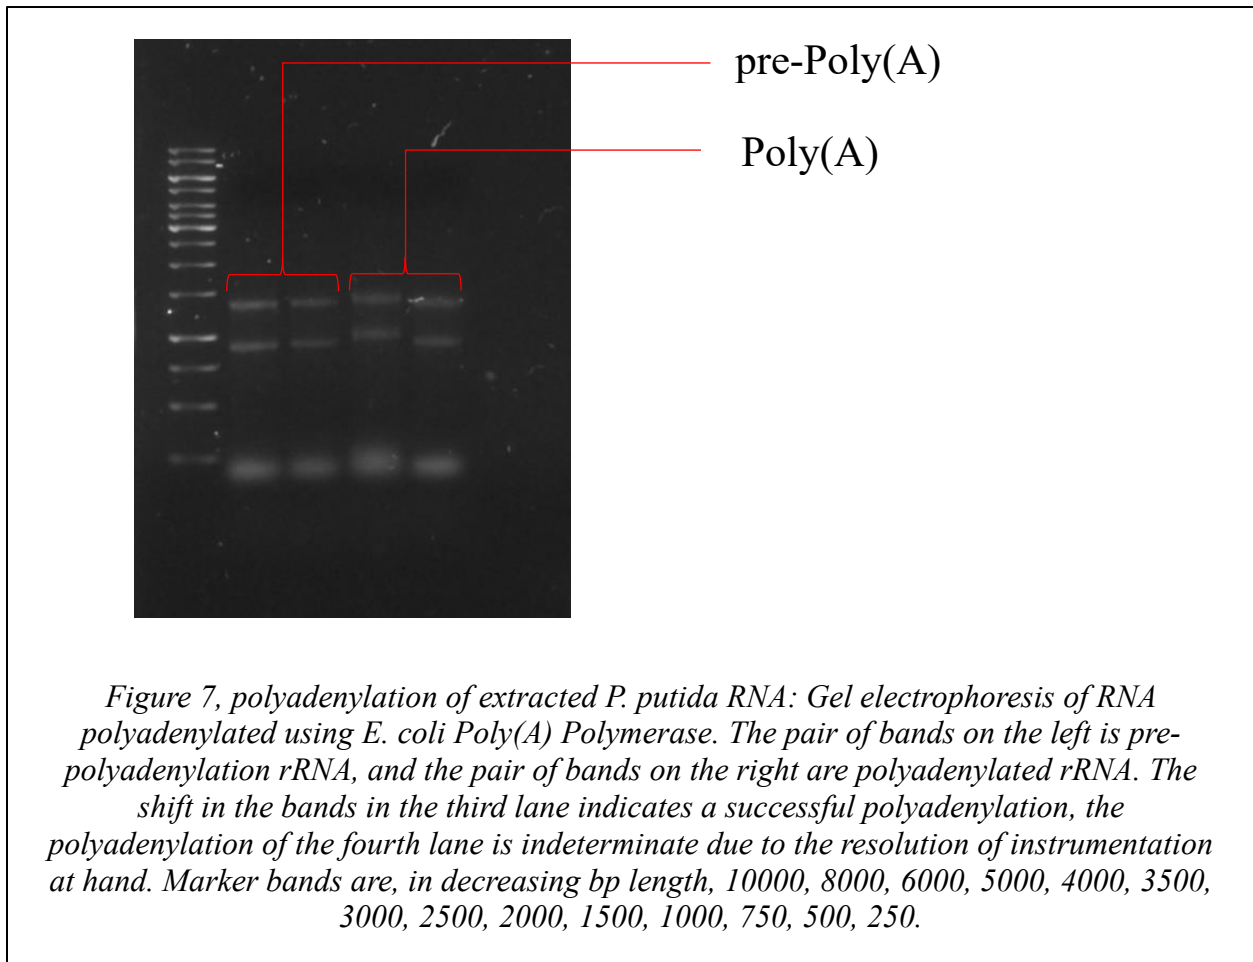 pre-Poly(A)
Poly(A)
Figure 7, polyadenylation of extracted P. putida RNA: Gel electrophoresis of RNA
polyadenylated using E. coli Poly(A) Polymerase. The pair of bands on the left is pre-
polyadenylation rRNA, and the pair of bands on the right are polyadenylated rRNA. The
shift in the bands in the third lane indicates a successful polyadenylation, the
polyadenylation of the fourth lane is indeterminate due to the resolution of instrumentation
at hand. Marker bands are, in decreasing bp length, 10000, 8000, 6000, 5000, 4000, 3500,
3000, 2500, 2000, 1500, 1000, 750, 500, 250.